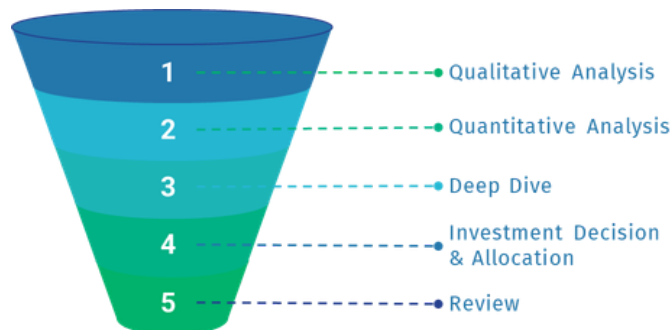 1 Qualitative Analysis
2 Quantitative Analysis
3 Deep Dive
4 Investment Decision
& Allocation
5 Review